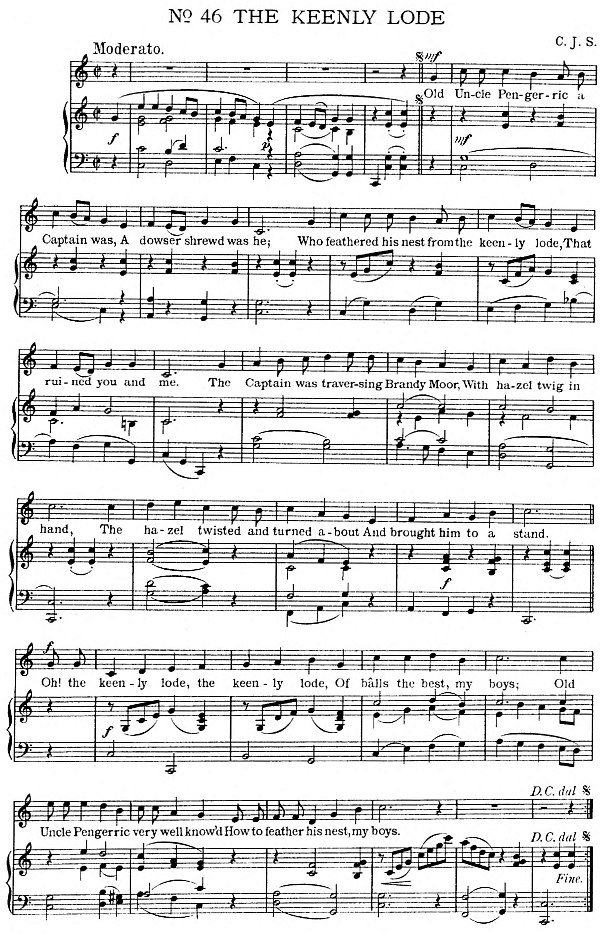 No 46 THE KEENLY LODE
Moderato.
C. J. S.
mf
Old Un-cle Pen-ger-ric a
f
mf
Captain was, A dowser shrewd was he; Who feathered his nest from the keen-ly lode, That
ru-i-ned you and me. The Captain was traver-sing Brandy Moor, With ha-zel twig in
hand, The ha-zel twisted and turned a-bout And brought him to a stand.
f
f
Oh! the keen-ly lode, the keen-ly lode, Of balls the best, my boys; Old
D.C. dal
Uncle Pengerric very well know'd How to feather his nest, my boys.
D.C. dal
Fine.